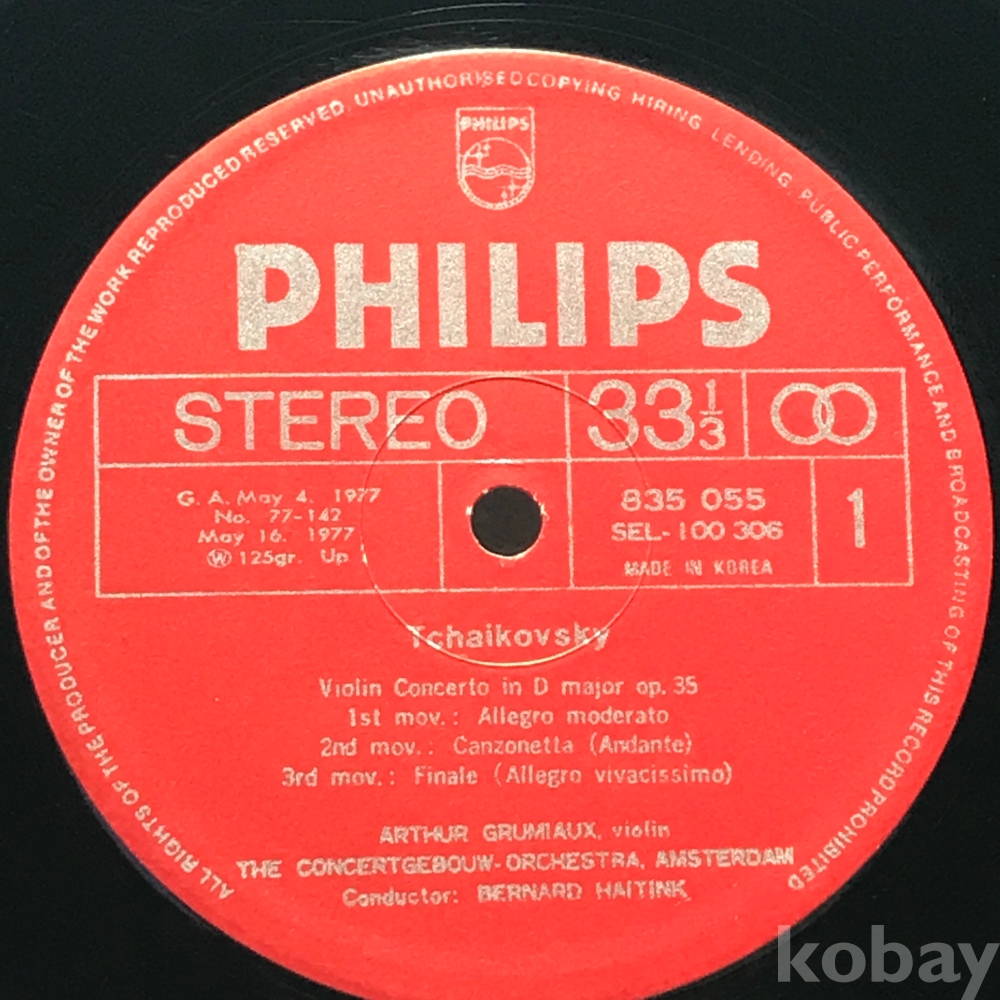 ALL RIGHTS OF THE PRODUCER AND OF THE OWNER OF THE WORK REPRODUCED RESERVED. UNAUTHORISED COPYING HIRING LENDING PUBLIC PERFORMANCE AND BROADCASTING OF THIS RECORD PROHIBITED
PHILIPS
PHILIPS
STEREO
33 1/3
G. A. May 4. 1977
No. 77-142
May 16. 1977
Ⓦ 125gr. Up
835 055
SEL-100 306
MADE IN KOREA
1
Tchaikovsky
Violin Concerto in D major op. 35
1st mov.: Allegro moderato
2nd mov.: Canzonetta (Andante)
3rd mov.: Finale (Allegro vivacissimo)
ARTHUR GRUMIAUX, violin
THE CONCERTGEBOUW-ORCHESTRA, AMSTERDAM
Conductor: BERNARD HAITINK
kobay